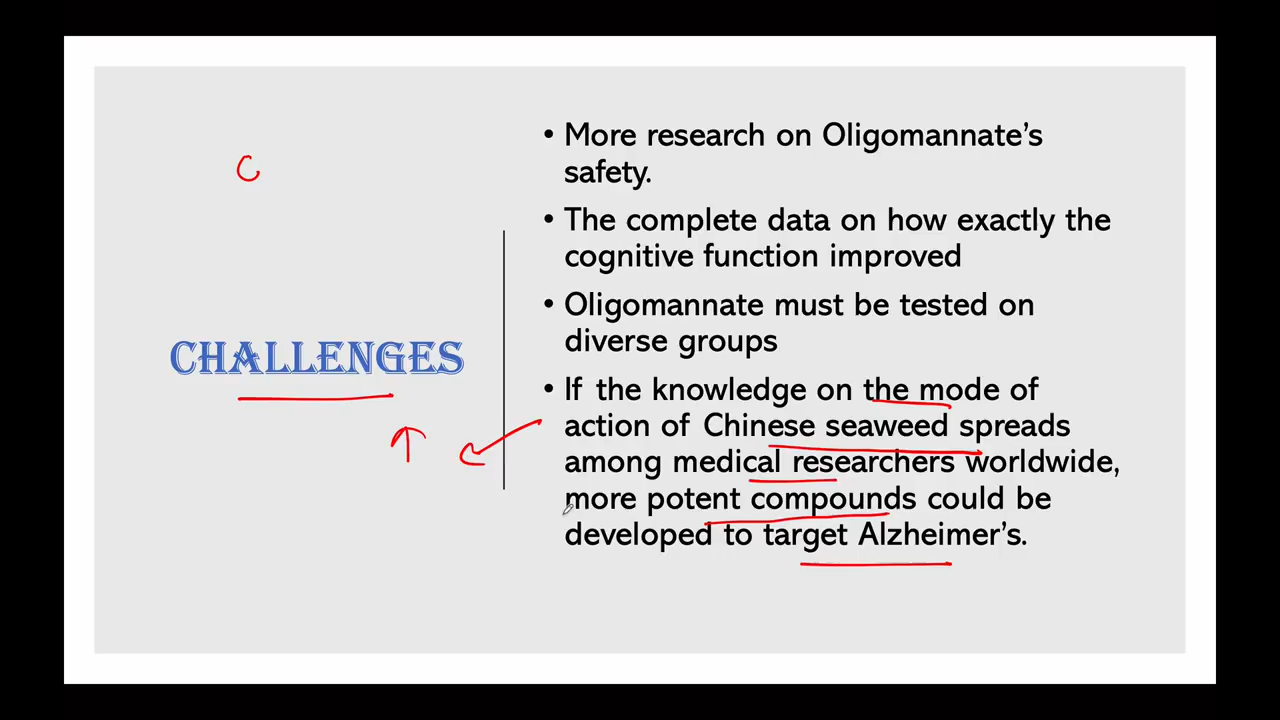 C
CHALLENGES
• More research on Oligomannate's
safety.
• The complete data on how exactly the
cognitive function improved
• Oligomannate must be tested on
diverse groups
• If the knowledge on the mode of
action of Chinese seaweed spreads
among medical researchers worldwide,
more potent compounds could be
developed to target Alzheimer's.